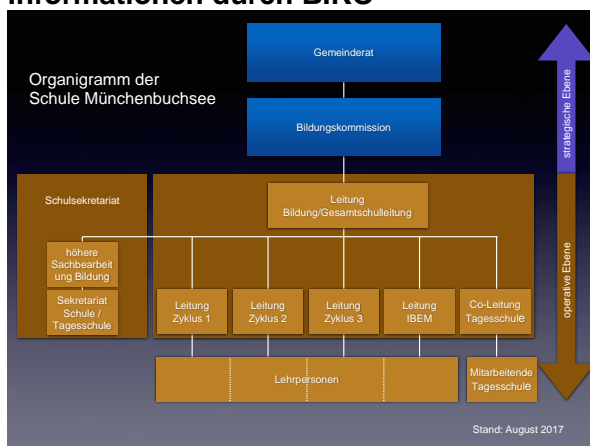 Informationen durch BIKO
Gemeinderat
Organigramm der
Schule Münchenbuchsee
Bildungskommission
strategische Ebene
Schulsekretariat
Leitung
Bildung/Gesamtschulleitung
höhere
Sachbearbeit
ung Bildung
Sekretariat
Schule /
Tagesschule
Leitung
Zyklus 1
Leitung
Zyklus 2
Leitung
Zyklus 3
Leitung
IBEM
Co-Leitung
Tagesschule
operative Ebene
Lehrpersonen
Mitarbeitende
Tagesschule
Stand: August 2017